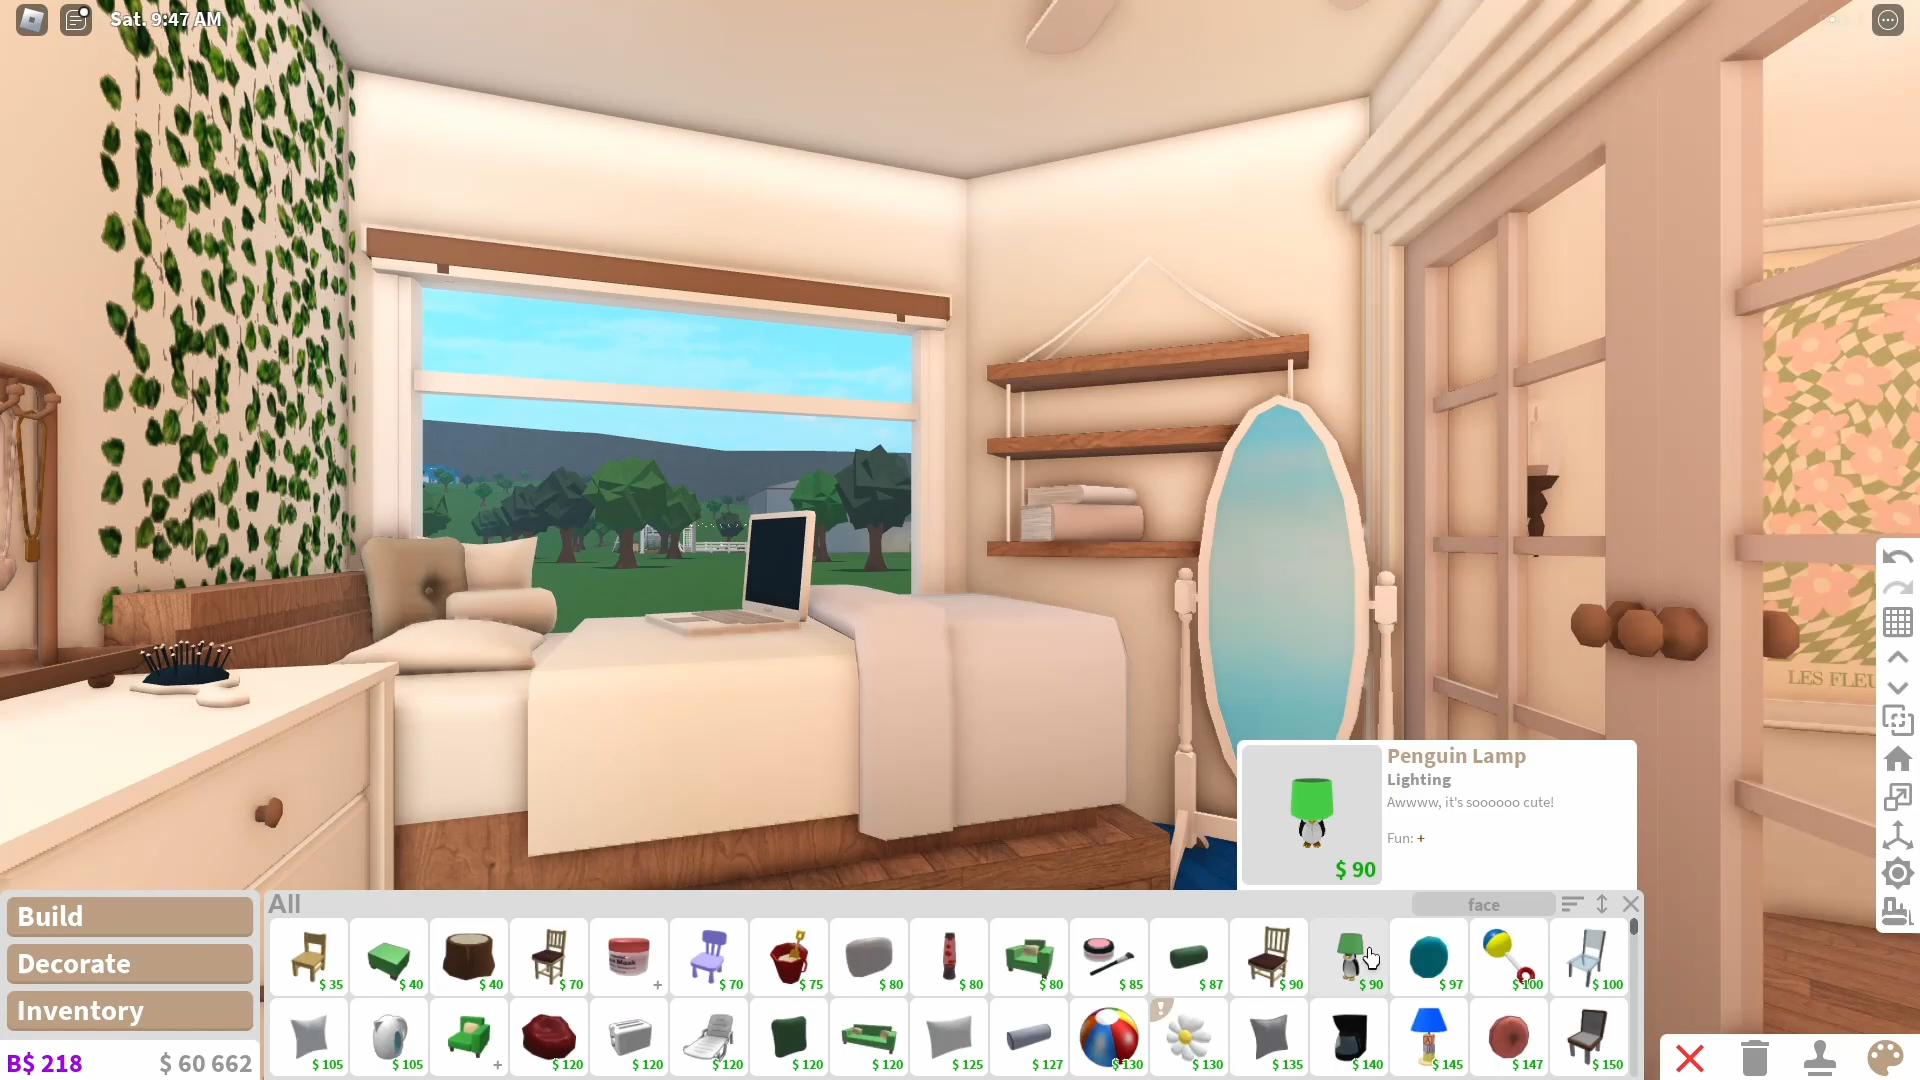 Sat. 9:47 AM
LES FLEU
Penguin Lamp
Lighting
Awwww, it's soooooo cute!
Fun: +
$ 90
Build
Decorate
Inventory
B$ 218
$ 60 662
All
face
$ 35
$ 40
$ 40
$ 70
Mask
+
$ 70
$ 75
$ 80
$ 80
$ 80
$ 85
$ 87
$ 90
$ 90
$ 97
$ 100
$ 100
$ 105
$ 105
+
$ 120
$ 120
$ 120
$ 120
$ 120
$ 125
$ 127
$ 130
!
$ 130
$ 135
$ 140
$ 145
$ 147
$ 150